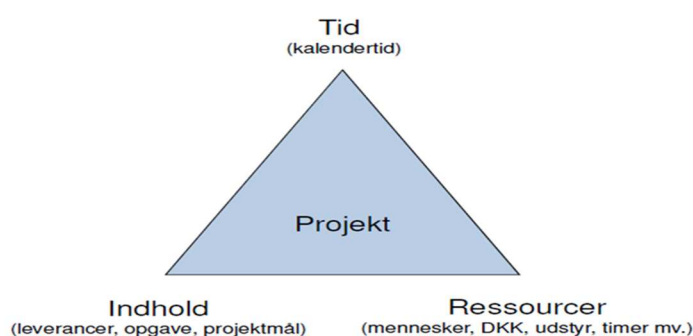 Tid
(kalendertid)
Projekt
Indhold
(leverancer, opgave, projektmål)
Ressourcer
(mennesker, DKK, udstyr, timer mv.)